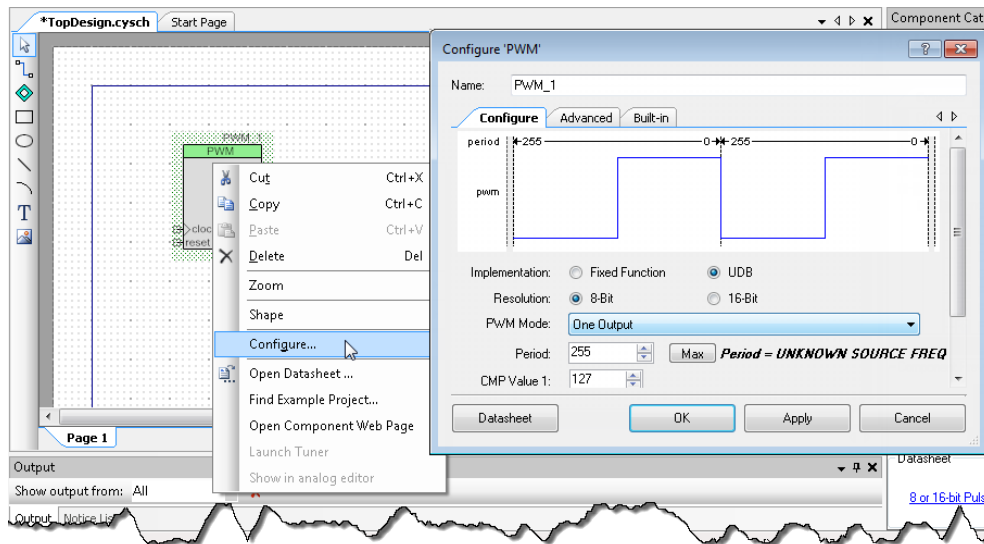 *TopDesign.cysch
Start Page
Component Cat
PWM_1
PWM
cloc
reset
Cut Ctrl+X
Copy Ctrl+C
Paste Ctrl+V
Delete Del
Zoom
Shape
Configure...
Open Datasheet ...
Find Example Project...
Open Component Web Page
Launch Tuner
Show in analog editor
Page 1
Output
Show output from: All
Output
Notice Lis
Configure 'PWM'
Name: PWM_1
Configure
Advanced
Built-in
period 255 0 255 0
pwm
Implementation: Fixed Function UDB
Resolution: 8-Bit 16-Bit
PWM Mode: One Output
Period: 255 Max Period = UNKNOWN SOURCE FREQ
CMP Value 1: 127
Datasheet OK Apply Cancel
Datasheet
8 or 16-bit Puls